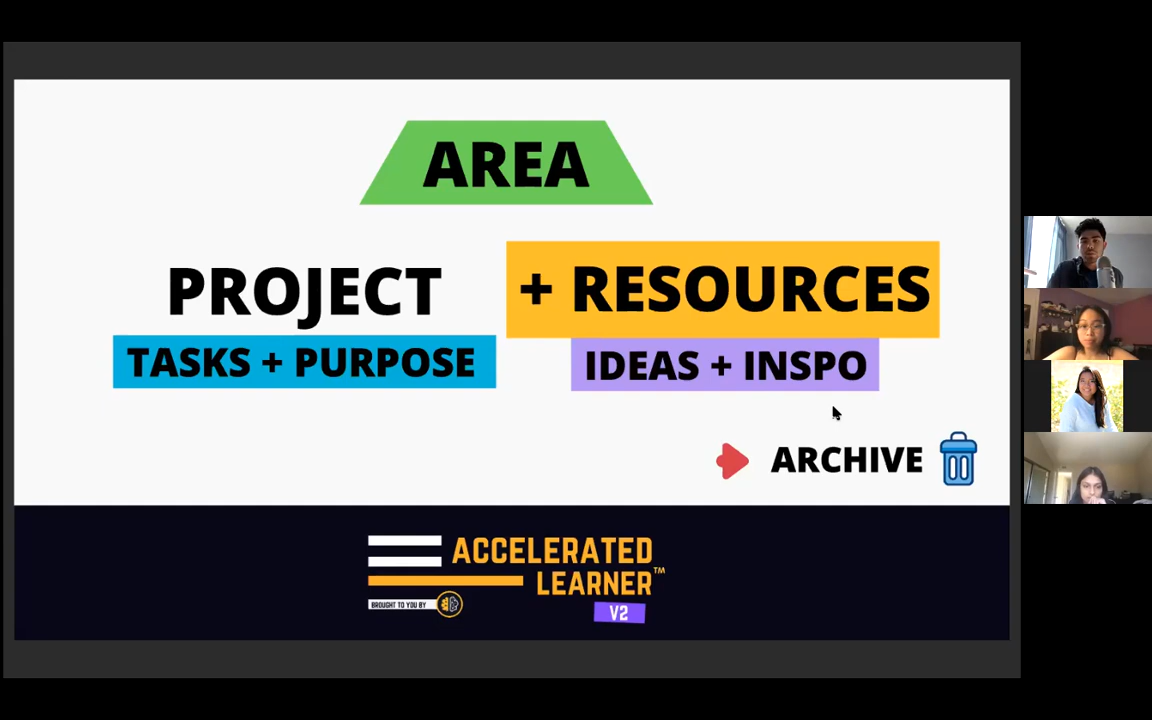 AREA
PROJECT
+ RESOURCES
TASKS + PURPOSE
IDEAS + INSPO
ARCHIVE
ACCELERATED
LEARNER™
BROUGHT TO YOU BY
V2